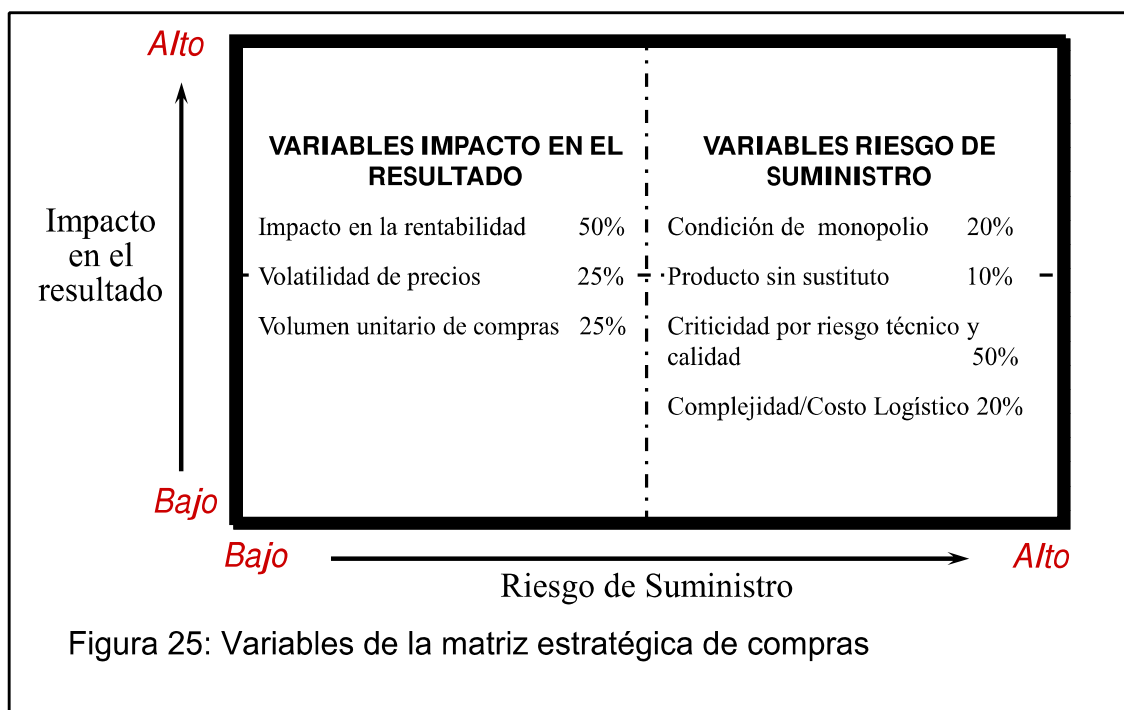 Alto
Impacto
en el
resultado
VARIABLES IMPACTO EN EL
RESULTADO
Impacto en la rentabilidad 50%
Volatilidad de precios 25%
Volumen unitario de compras 25%
VARIABLES RIESGO DE
SUMINISTRO
Condición de monopolio 20%
Producto sin sustituto 10%
Criticidad por riesgo técnico y
calidad 50%
Complejidad/Costo Logístico 20%
Bajo
Bajo
Alto
Riesgo de Suministro
Figura 25: Variables de la matriz estratégica de compras